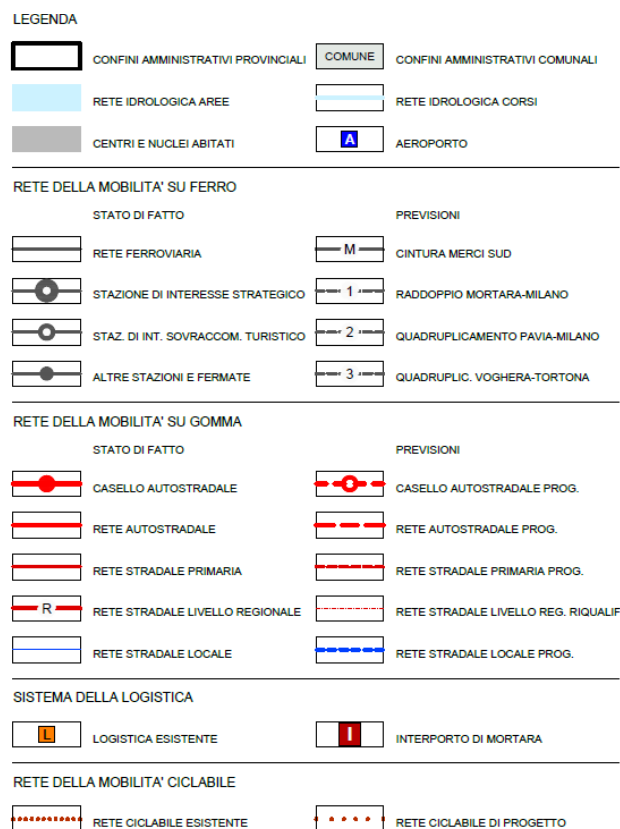 LEGENDA
CONFINI AMMINISTRATIVI PROVINCIALI
COMUNE CONFINI AMMINISTRATIVI COMUNALI
RETE IDROLOGICA AREE
RETE IDROLOGICA CORSI
CENTRI E NUCLEI ABITATI
A AEROPORTO
RETE DELLA MOBILITA' SU FERRO
STATO DI FATTO
PREVISIONI
RETE FERROVIARIA
M CINTURA MERCI SUD
STAZIONE DI INTERESSE STRATEGICO
1 RADDOPPIO MORTARA-MILANO
STAZ. DI INT. SOVRACCOM. TURISTICO
2 QUADRUPLICAMENTO PAVIA-MILANO
ALTRE STAZIONI E FERMATE
3 QUADRUPLIC. VOGHERA-TORTONA
RETE DELLA MOBILITA' SU GOMMA
STATO DI FATTO
PREVISIONI
CASELLO AUTOSTRADALE
CASELLO AUTOSTRADALE PROG.
RETE AUTOSTRADALE
RETE AUTOSTRADALE PROG.
RETE STRADALE PRIMARIA
RETE STRADALE PRIMARIA PROG.
R RETE STRADALE LIVELLO REGIONALE
RETE STRADALE LIVELLO REG. RIQUALIF
RETE STRADALE LOCALE
RETE STRADALE LOCALE PROG.
SISTEMA DELLA LOGISTICA
L LOGISTICA ESISTENTE
I INTERPORTO DI MORTARA
RETE DELLA MOBILITA' CICLABILE
RETE CICLABILE ESISTENTE
RETE CICLABILE DI PROGETTO